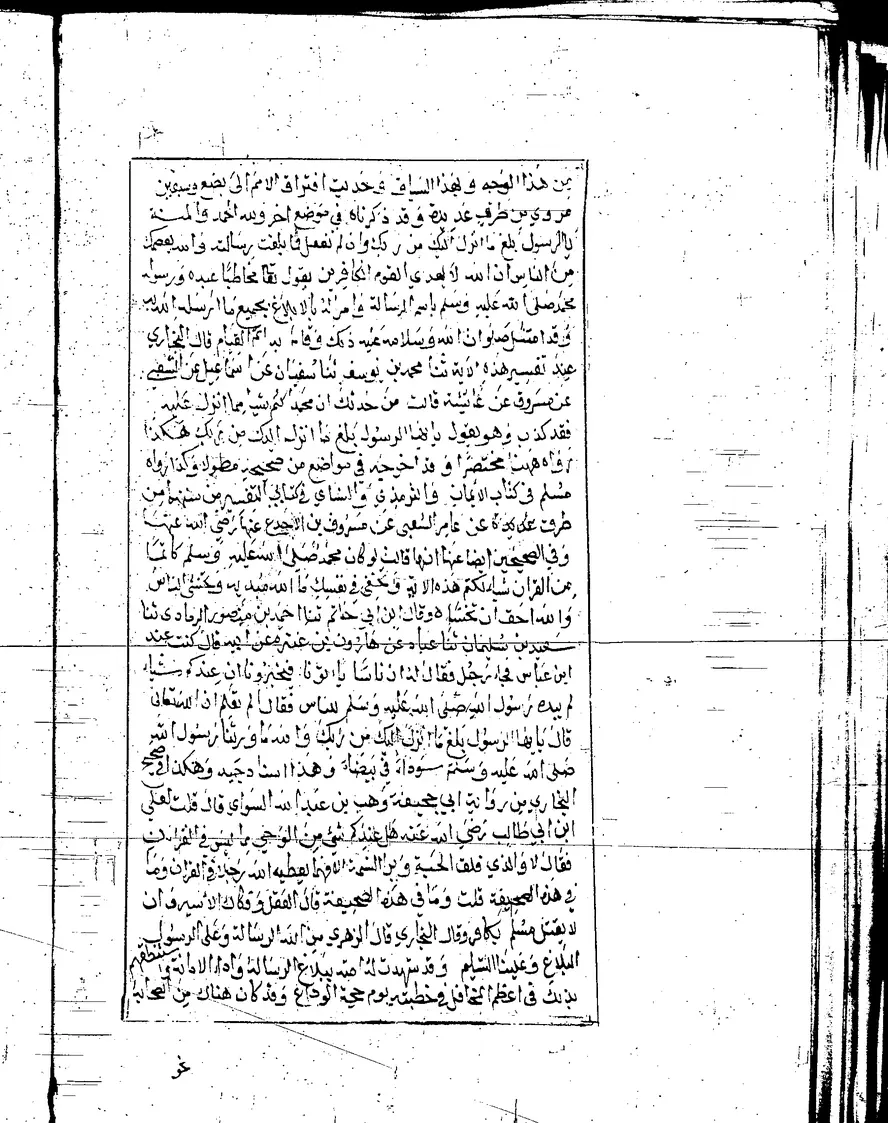 من هذا الوجه وبهذا السياق وحديث افتراق الامم الى بضع وسبعين
مروي من طرق عديدة وقد ذكرناه في موضع اخر ولله الحمد والمنة
يا الرسول بلغ ما انزل اليك من ربك وان لم تفعل فما بلغت رسالته والله يعصمك
من الناس ان الله لا يهدي القوم الكافرين يقول تعا مخاطبا عبده ورسوله
محمد صلى الله عليه وسلم باسم الرسالة وامرا له بالابلاغ بجميع ما ارسله الله به
وقد امتثل صلوات الله وسلامه عليه ذلك وقام به اتم القيام قال البخاري
عند تفسير هذه الاية ثنا محمد بن يوسف ثنا سفيان عن اسماعيل عن الشعبي
عن مسروق عن عائشة قالت من حدثك ان محمدا كتم شيا مما انزل عليه
فقد كذب وهو يقول يا ايها الرسول بلغ ما انزل اليك من ربك هكذا
رواه ههنا مختصرا وقد اخرجه في مواضع من صحيحه مطولا وكذا رواه
مسلم في كتاب الايمان والترمذي والنساي في كتابي التفسير من سننهما من
طرق عديدة عن عامر الشعبي عن مسروق بن الاجدع عنها رضي الله عنها
وفي الصحيحين ايضا عنها انها قالت لو كان محمد صلى الله عليه وسلم كاتما
من القران شيا لكتم هذه الاية وتخفي في نفسك ما الله مبديه وتخشى الناس
والله احق ان تخشاه وقال ابن ابي حاتم ثنا احمد بن منصور الرمادي ثنا
سعيد بن سليمان ثنا عباد عن هارون بن عنترة عن ابيه قال كنت عند
ابن عباس فجاء رجل فقال له ان ناسا ياتونا فيخبرونا ان عندكم شياء
لم يبده رسول الله صلى الله عليه وسلم للناس فقال الم تعلم ان الله تعالى
قال يا ايها الرسول بلغ ما انزل اليك من ربك والله ما ورثنا رسول الله
صلى الله عليه وسلم سوداء في بيضاء وهذا اسناد جيد وهكذا في صحيح
البخاري من رواية ابي جحيفة وهب بن عبد الله السواي قال قلت لعلي
ابن ابي طالب رضي الله عنه هل عندكم شئ من الوحي مما ليس في القران
فقال لا والذي فلق الحبة وبرا النسمة الا فهما يعطيه الله رجلا في القران وما
في هذه الصحيفة قلت وما في هذه الصحيفة قال العقل وفكاك الاسير وان
لا يقتل مسلم بكافر وقال البخاري قال الزهري من الله الرسالة وعلى الرسول
البلاغ وعلينا التسليم وقد شهدت له امته ببلاغ الرسالة واداء الامانة واستنطقهم
بذلك في اعظم المحافل في خطبته يوم حجة الوداع وقد كان هناك من الصحابة
نحو